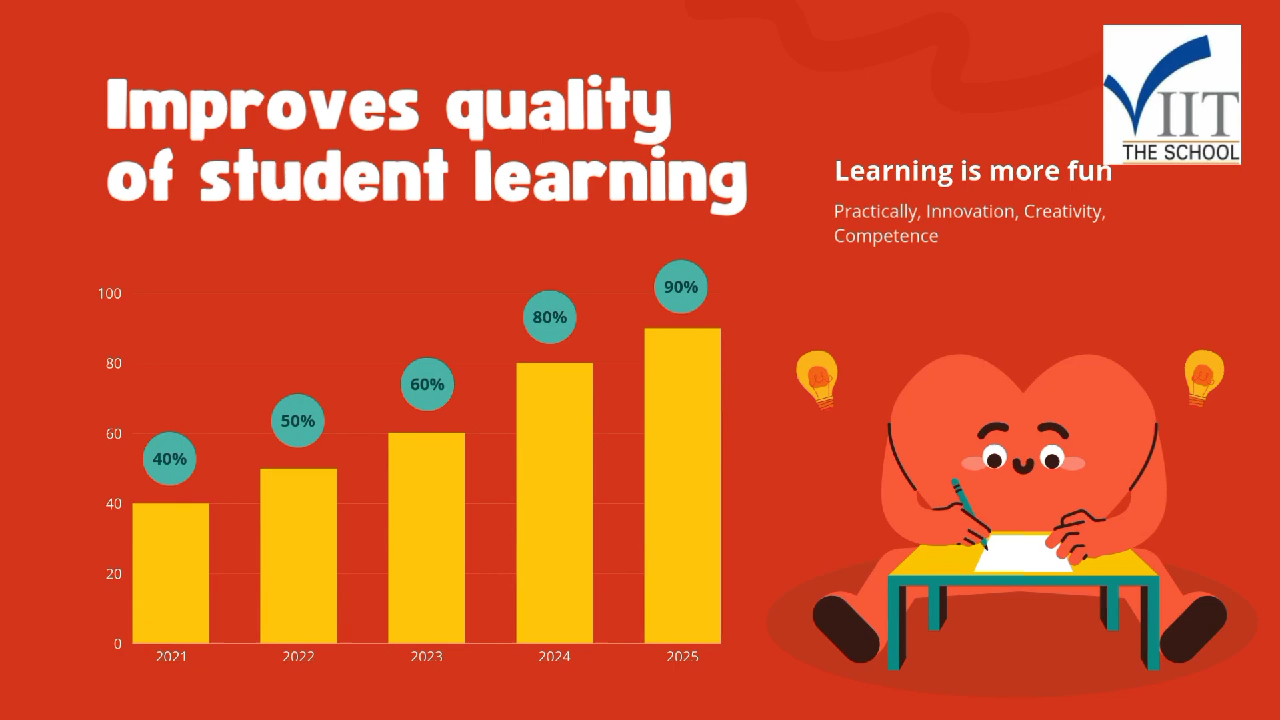 Improves quality
of student learning
VIIT
THE SCHOOL
Learning is more fun
Practically, Innovation, Creativity,
Competence
100
80
60
40
20
0
40%
50%
60%
80%
90%
2021
2022
2023
2024
2025